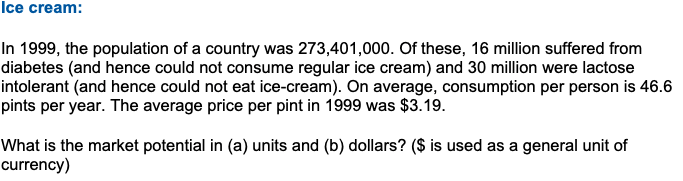 Ice cream:
In 1999, the population of a country was 273,401,000. Of these, 16 million suffered from
diabetes (and hence could not consume regular ice cream) and 30 million were lactose
intolerant (and hence could not eat ice-cream). On average, consumption per person is 46.6
pints per year. The average price per pint in 1999 was $3.19.
What is the market potential in (a) units and (b) dollars? ($ is used as a general unit of
currency)